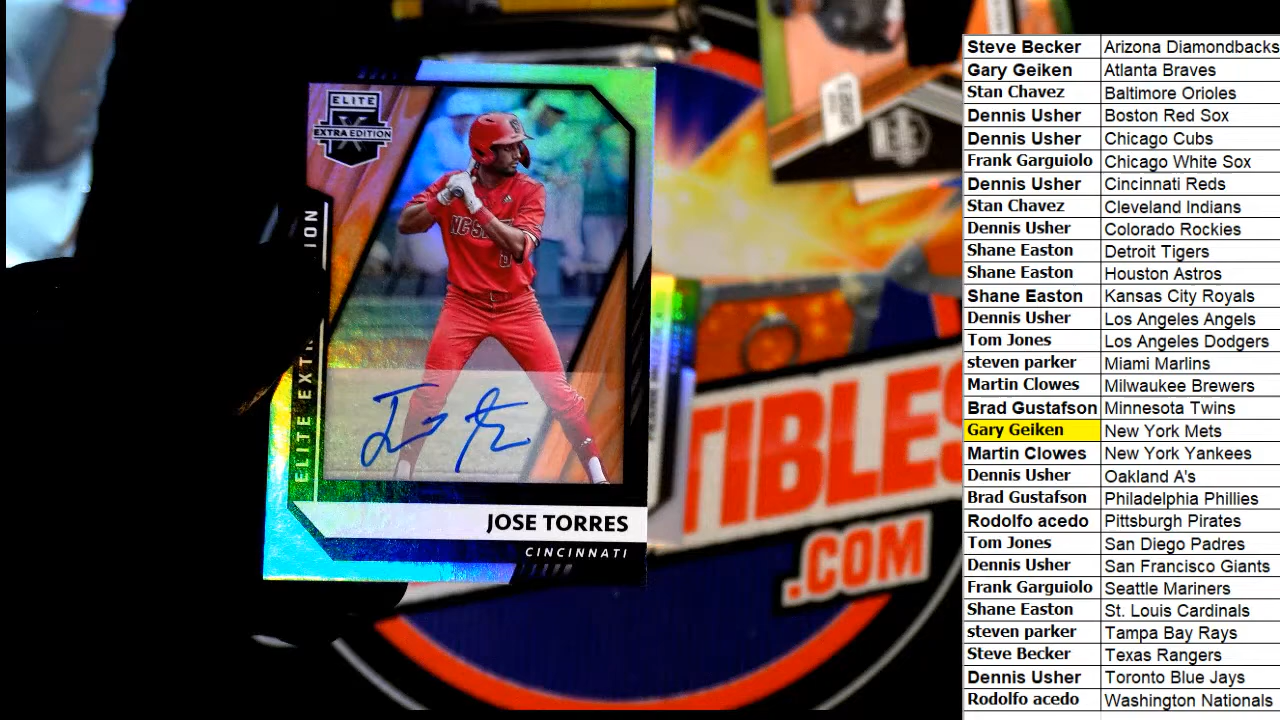 ELITE
EXTRA EDITION
NC ST
JOSE TORRES
CINCINNATI
TIBLES
.COM
Steve Becker Arizona Diamondbacks
Gary Geiken Atlanta Braves
Stan Chavez Baltimore Orioles
Dennis Usher Boston Red Sox
Dennis Usher Chicago Cubs
Frank Garguiolo Chicago White Sox
Dennis Usher Cincinnati Reds
Stan Chavez Cleveland Indians
Dennis Usher Colorado Rockies
Shane Easton Detroit Tigers
Shane Easton Houston Astros
Shane Easton Kansas City Royals
Dennis Usher Los Angeles Angels
Tom Jones Los Angeles Dodgers
steven parker Miami Marlins
Martin Clowes Milwaukee Brewers
Brad Gustafson Minnesota Twins
Gary Geiken New York Mets
Martin Clowes New York Yankees
Dennis Usher Oakland A's
Brad Gustafson Philadelphia Phillies
Rodolfo acedo Pittsburgh Pirates
Tom Jones San Diego Padres
Dennis Usher San Francisco Giants
Frank Garguiolo Seattle Mariners
Shane Easton St. Louis Cardinals
steven parker Tampa Bay Rays
Steve Becker Texas Rangers
Dennis Usher Toronto Blue Jays
Rodolfo acedo Washington Nationals